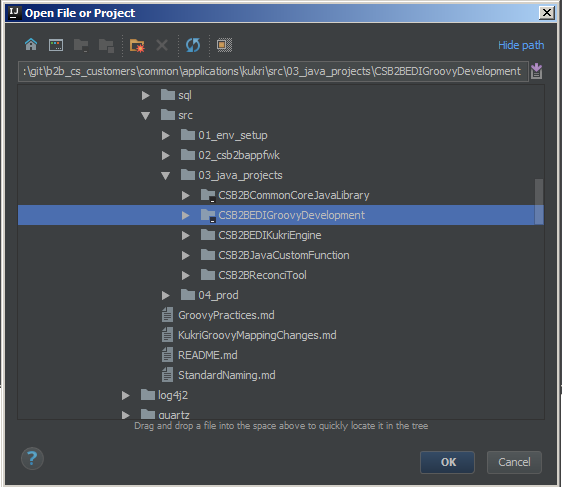 IJ Open File or Project
Hide path
:\git\b2b_cs_customers\common\applications\kukri\src\03_java_projects\CSB2BEDIGroovyDevelopment
sql
src
01_env_setup
02_csb2bappfwk
03_java_projects
CSB2BCommonCoreJavaLibrary
CSB2BEDIGroovyDevelopment
CSB2BEDIKukriEngine
CSB2BJavaCustomFunction
CSB2BReconciTool
04_prod
GroovyPractices.md
KukriGroovyMappingChanges.md
README.md
StandardNaming.md
log4j2
quartz
Drag and drop a file into the space above to quickly locate it in the tree
?
OK Cancel